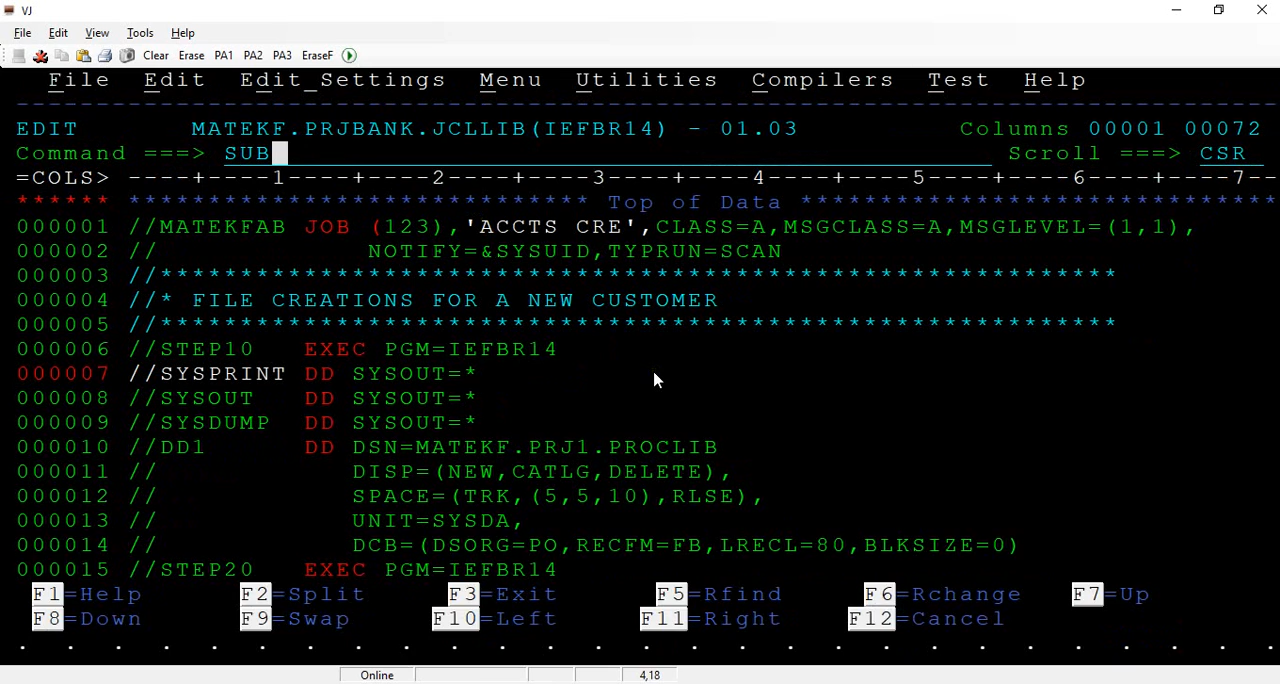 VJ
File Edit View Tools Help
Clear Erase PA1 PA2 PA3 EraseF
File Edit Edit_Settings Menu Utilities Compilers Test Help
EDIT MATEKF.PRJBANK.JCLLIB(IEFBR14) - 01.03 Columns 00001 00072
Command ===> SUB Scroll ===> CSR
=COLS> ----+----1----+----2----+----3----+----4----+----5----+----6----+----7--
****** ***************************** Top of Data ******************************
000001 //MATEKFAB JOB (123),'ACCTS CRE',CLASS=A,MSGCLASS=A,MSGLEVEL=(1,1),
000002 // NOTIFY=&SYSUID,TYPRUN=SCAN
000003 //************************************************************
000004 //* FILE CREATIONS FOR A NEW CUSTOMER
000005 //************************************************************
000006 //STEP10 EXEC PGM=IEFBR14
000007 //SYSPRINT DD SYSOUT=*
000008 //SYSOUT DD SYSOUT=*
000009 //SYSDUMP DD SYSOUT=*
000010 //DD1 DD DSN=MATEKF.PRJ1.PROCLIB
000011 // DISP=(NEW,CATLG,DELETE),
000012 // SPACE=(TRK,(5,5,10),RLSE),
000013 // UNIT=SYSDA,
000014 // DCB=(DSORG=PO,RECFM=FB,LRECL=80,BLKSIZE=0)
000015 //STEP20 EXEC PGM=IEFBR14
F1=Help F2=Split F3=Exit F5=Rfind F6=Rchange F7=Up
F8=Down F9=Swap F10=Left F11=Right F12=Cancel
Online 4,18